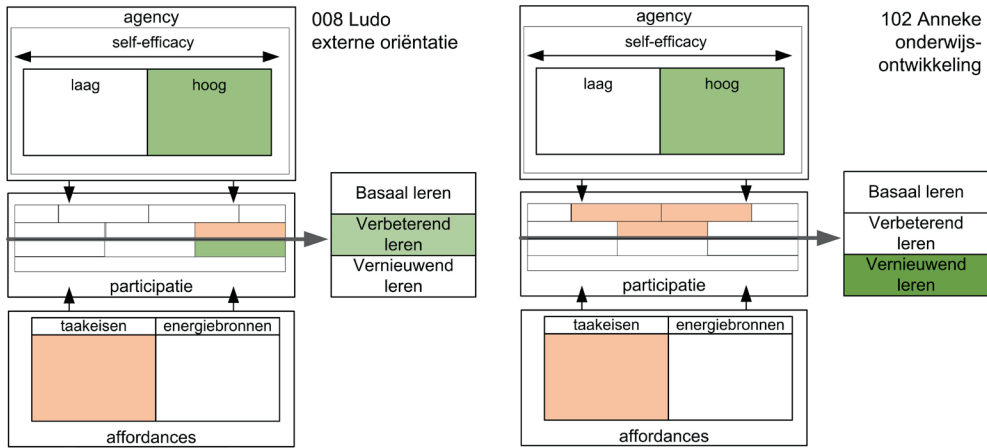 agency
self-efficacy
laag
hoog
008 Ludo
externe oriëntatie
participatie
Basaal leren
Verbeterend
leren
Vernieuwend
leren
taakeisen
energiebronnen
affordances
agency
self-efficacy
laag
hoog
102 Anneke
onderwijs-
ontwikkeling
participatie
Basaal leren
Verbeterend
leren
Vernieuwend
leren
taakeisen
energiebronnen
affordances